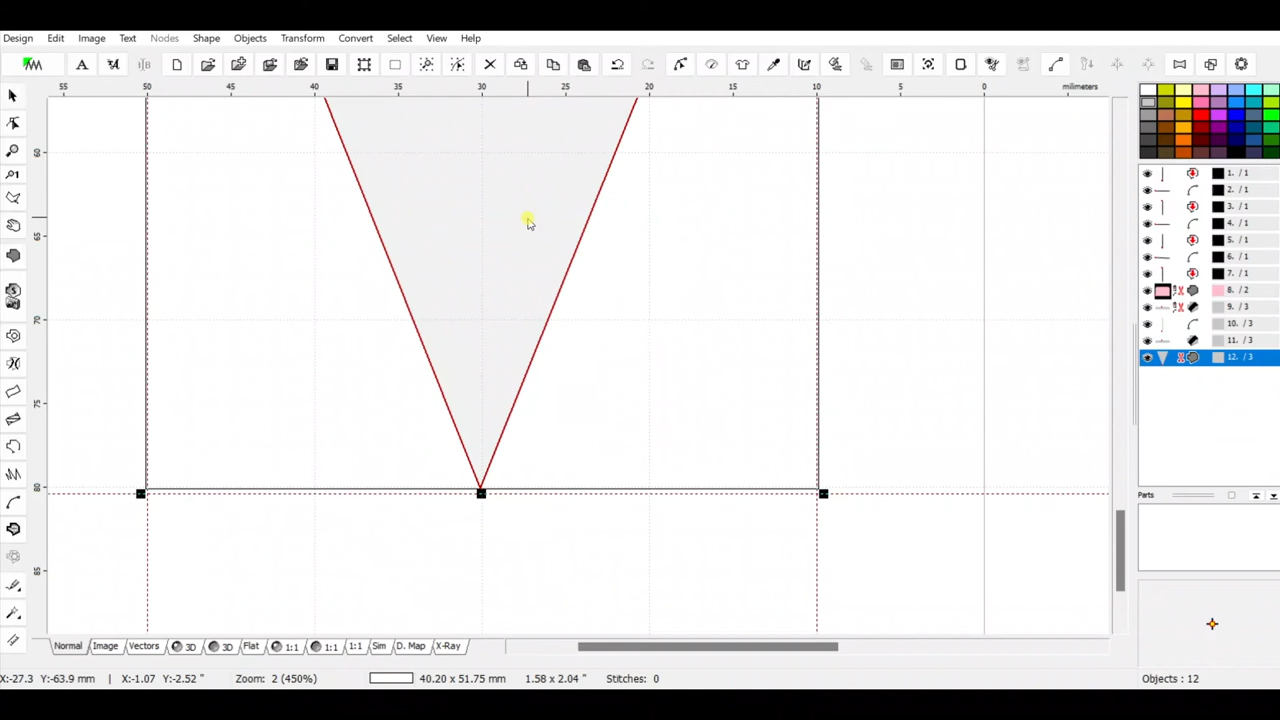 Design Edit Image Text Nodes Shape Objects Transform Convert Select View Help
55 50 45 40 35 30 25 20 15 10 5 0 milimeters
60
65
70
75
80
85
1. / 1
2. / 1
3. / 1
4. / 1
5. / 1
6. / 1
7. / 1
8. / 2
9. / 3
10. / 3
11. / 3
12. / 3
Parts
Normal Image Vectors 3D 3D Flat 1:1 1:1 1:1 Sim D. Map X-Ray
X:-27.3 Y:-63.9 mm | X:-1.07 Y:-2.52 " Zoom: 2 (450%) 40.20 x 51.75 mm 1.58 x 2.04 " Stitches: 0 Objects : 12